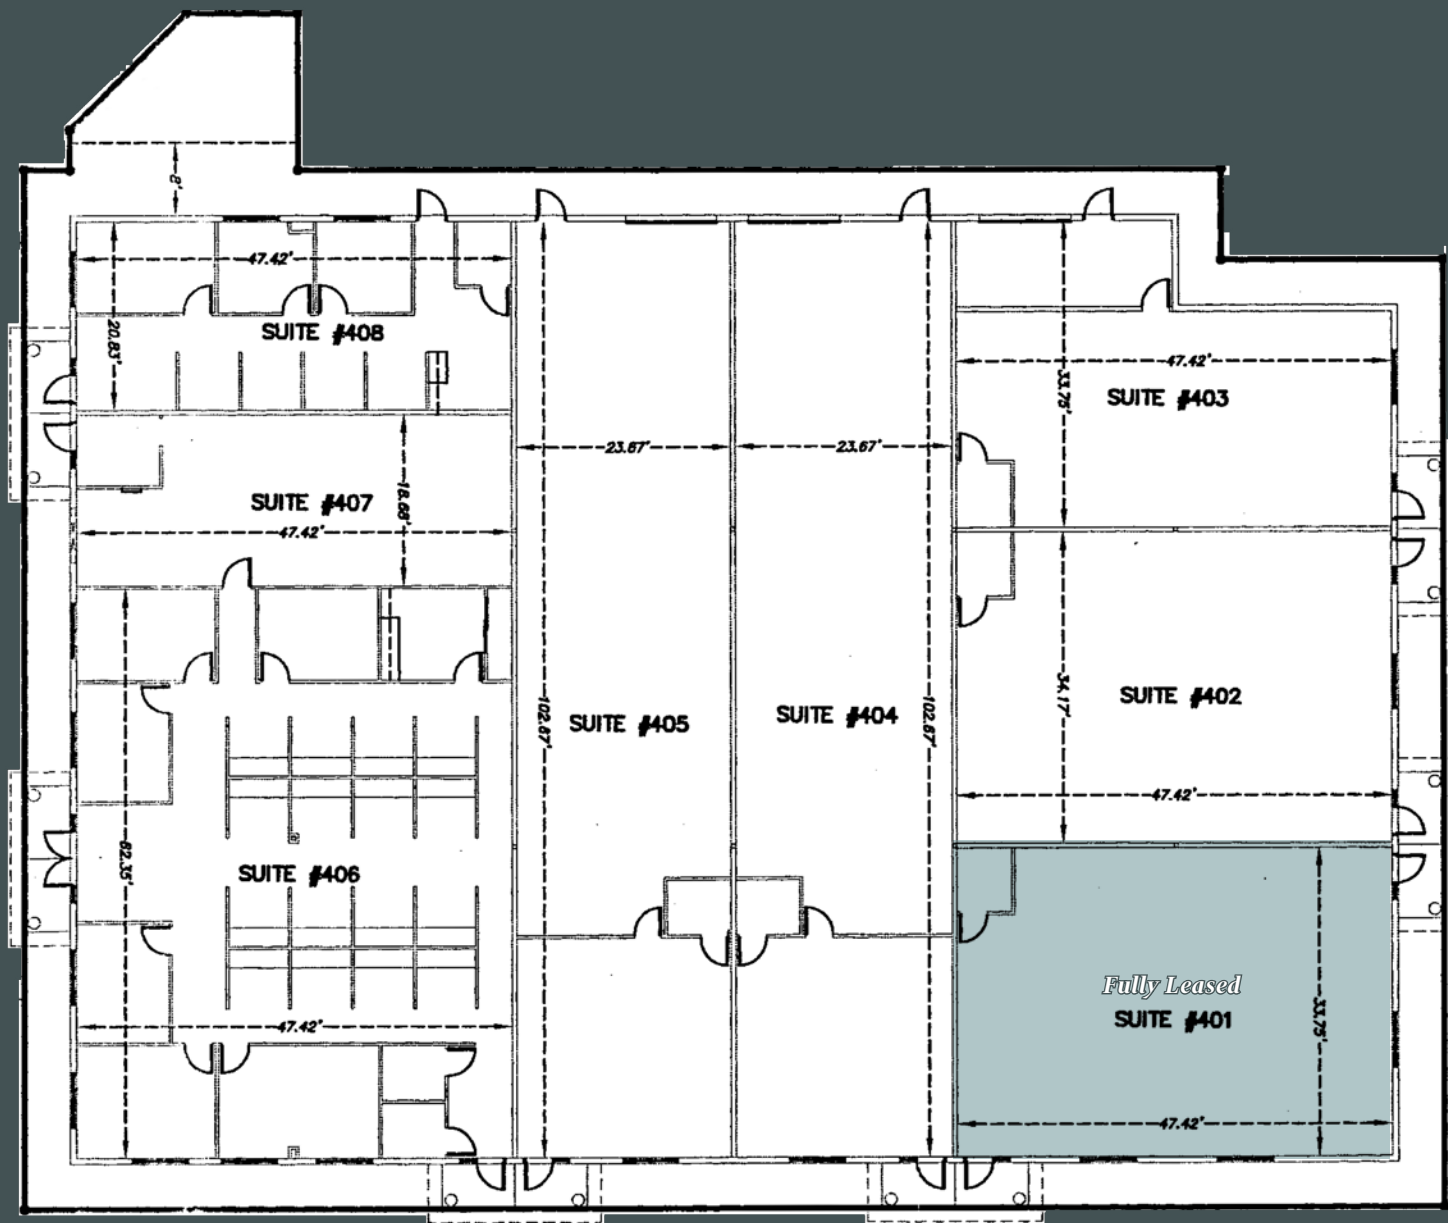 8'
47.42'
20.83'
SUITE #408
47.42'
33.75'
SUITE #403
23.67'
23.67'
18.68'
SUITE #407
47.42'
SUITE #402
34.17'
102.67'
SUITE #405
SUITE #404
102.67'
47.42'
62.35'
SUITE #406
Fully Leased
SUITE #401
33.75'
47.42'
47.42'